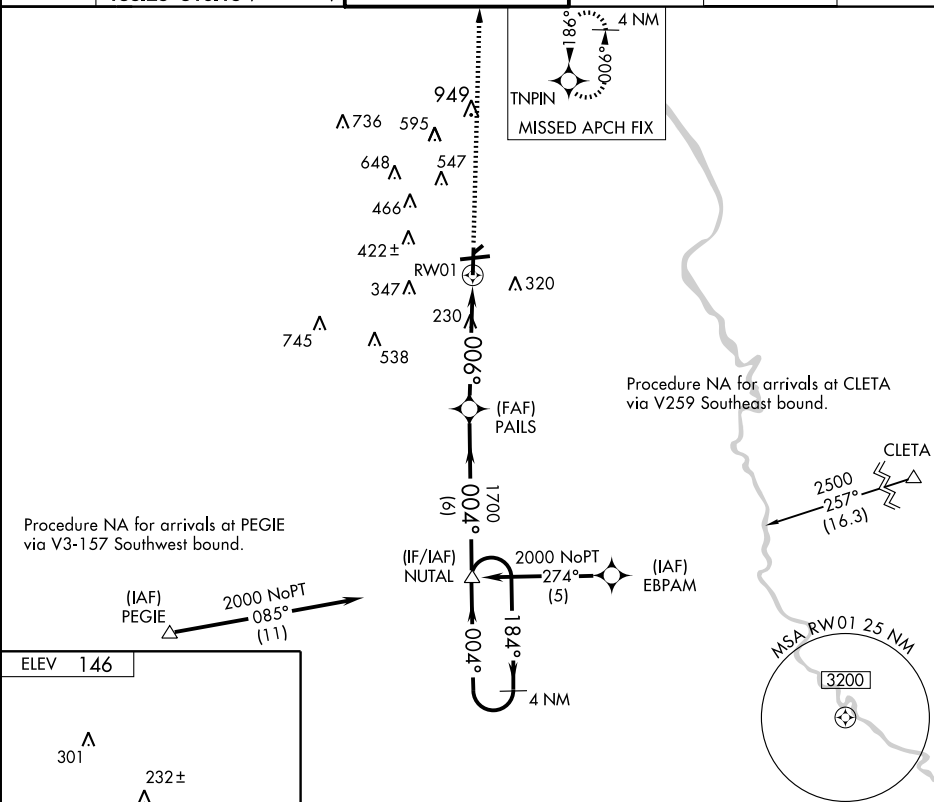 4 NM
186°
006°
TNPIN
MISSED APCH FIX
949
736
595
648
547
466
422±
RW01
347
320
230
745
538
006°
(FAF)
PAILS
Procedure NA for arrivals at CLETA
via V259 Southeast bound.
CLETA
2500
257°
(16.3)
1700
004°
(6)
Procedure NA for arrivals at PEGIE
via V3-157 Southwest bound.
(IF/IAF)
NUTAL
2000 NoPT
274°
(5)
(IAF)
EBPAM
(IAF)
PEGIE
2000 NoPT
085°
(11)
004°
184°
4 NM
MSA RW01 25 NM
3200
ELEV 146
301
232±